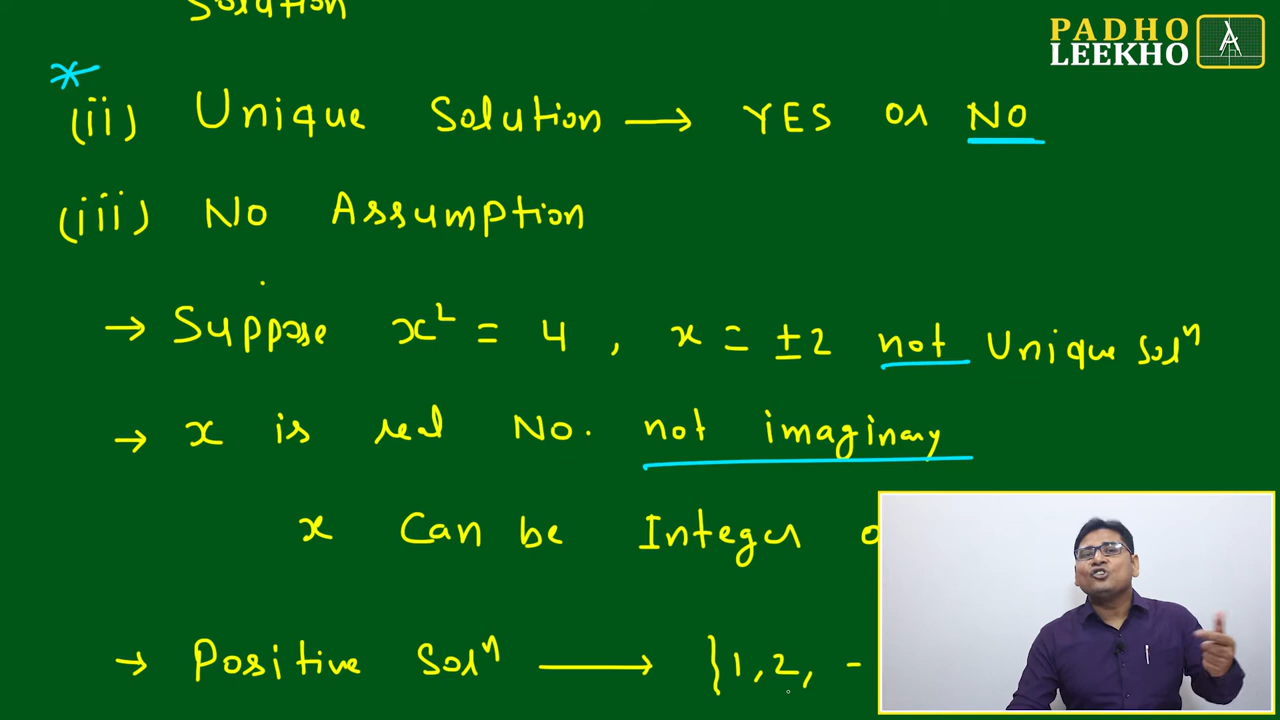 Solution
PADHO
LEEKHO
*
(ii) Unique Solution → YES or NO
(iii) No Assumption
→ Suppose x² = 4 , x = ±2 not Unique solⁿ
→ x is real NO. not imaginary
x Can be Integer o
→ Positive Solⁿ → {1, 2, -